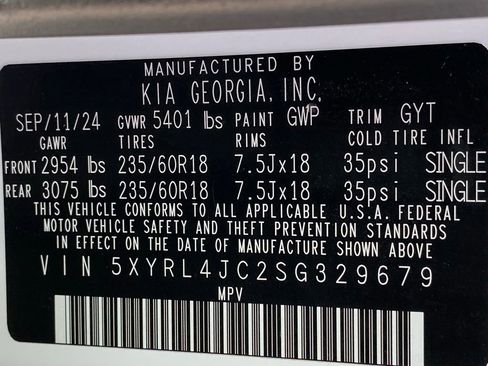 MANUFACTURED BY
KIA GEORGIA, INC.
SEP/11/24 GVWR 5401 lbs PAINT GWP TRIM GYT
GAWR TIRES RIMS COLD TIRE INFL
FRONT 2954 lbs 235/60R18 7.5Jx18 35psi SINGLE
REAR 3075 lbs 235/60R18 7.5Jx18 35psi SINGLE
THIS VEHICLE CONFORMS TO ALL APPLICABLE U.S.A. FEDERAL
MOTOR VEHICLE SAFETY AND THEFT PREVENTION STANDARDS
IN EFFECT ON THE DATE OF MANUFACTURE SHOWN ABOVE
VIN 5XYRL4JC2SG329679
MPV